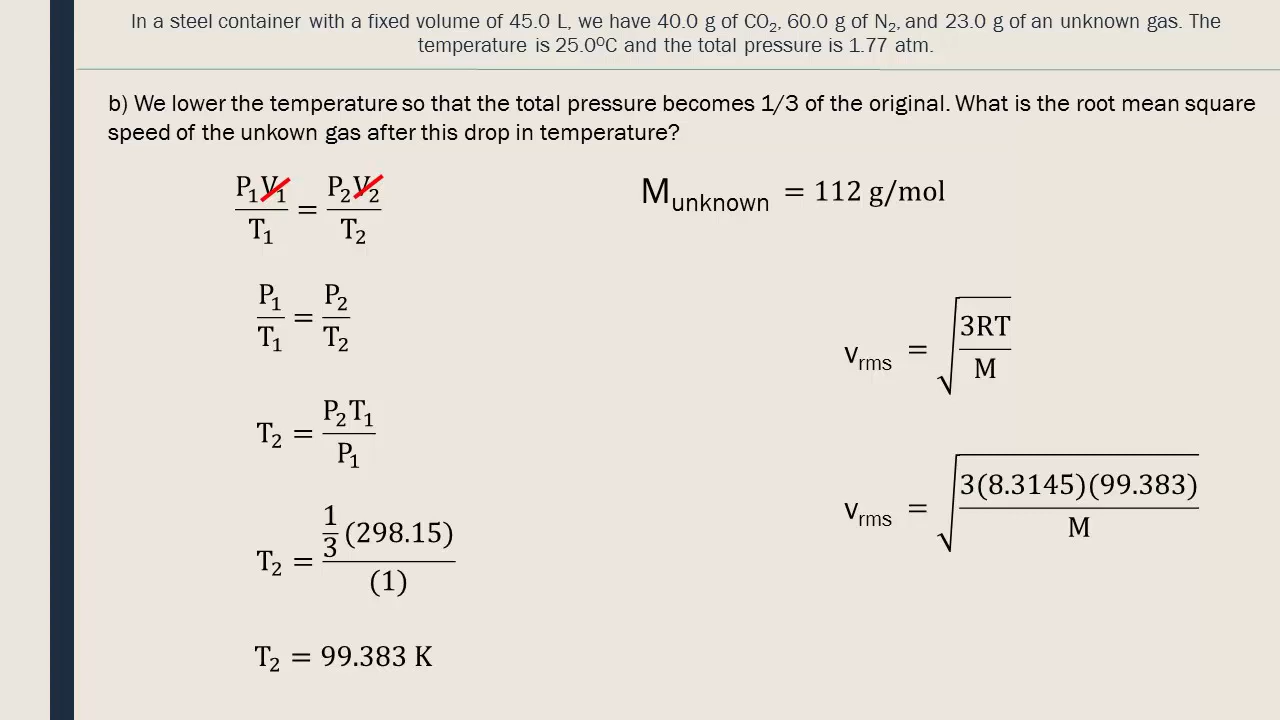 In a steel container with a fixed volume of 45.0 L, we have 40.0 g of CO₂, 60.0 g of N₂, and 23.0 g of an unknown gas. The
temperature is 25.0⁰C and the total pressure is 1.77 atm.
b) We lower the temperature so that the total pressure becomes 1/3 of the original. What is the root mean square
speed of the unkown gas after this drop in temperature?
P₁V₁/T₁ = P₂V₂/T₂
P₁/T₁ = P₂/T₂
T₂ = P₂T₁/P₁
T₂ = 1/3 (298.15)/(1)
T₂ = 99.383 K
M unknown = 112 g/mol
v rms = √(3RT/M)
v rms = √(3(8.3145)(99.383)/M)